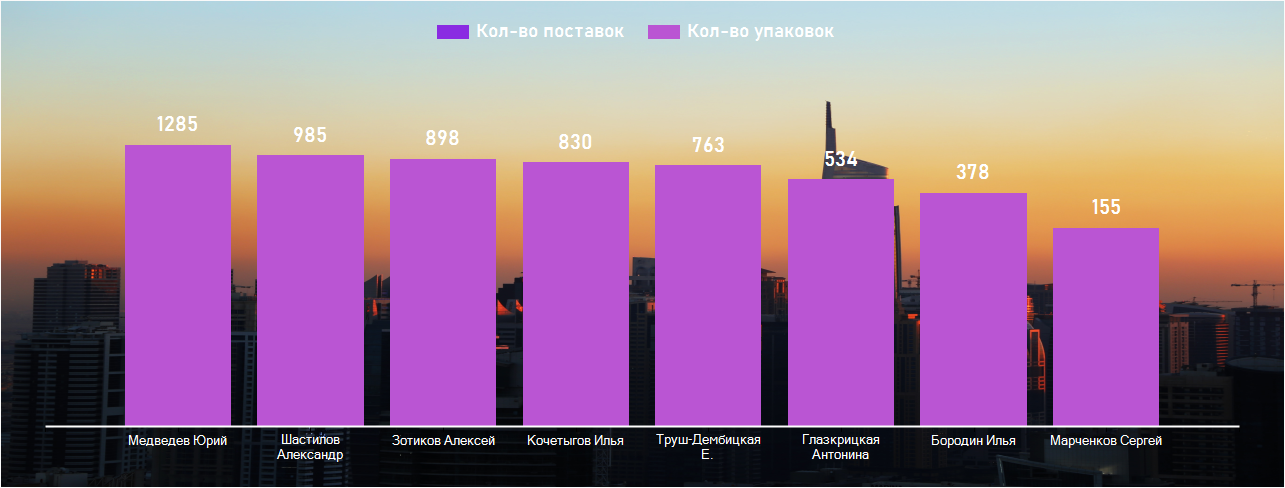 Кол-во поставок Кол-во упаковок
1285 985 898 830 763 534 378 155
Медведев Юрий
Шастилов
Александр
Зотиков Алексей
Кочетыгов Илья
Труш-Дембицкая
Е.
Глазкрицкая
Антонина
Бородин Илья
Марченков Сергей